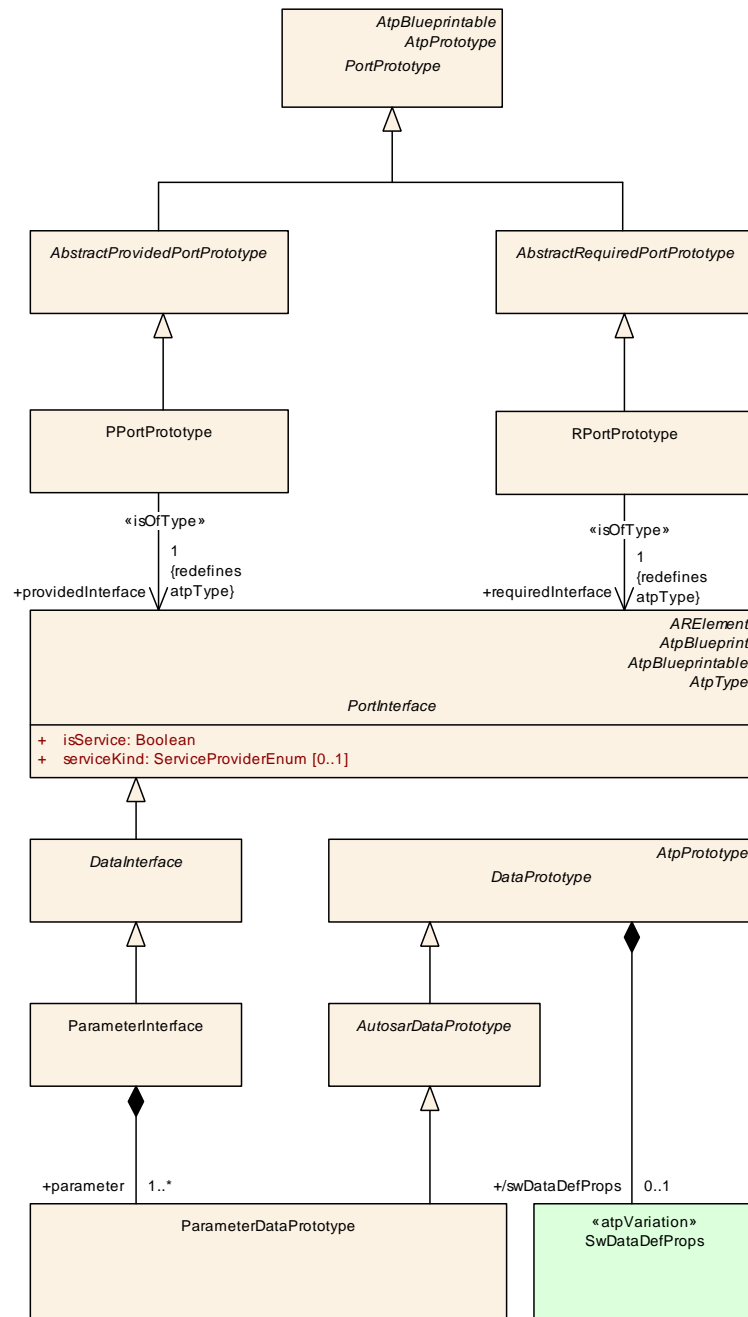 AtpBlueprintable
AtpPrototype
PortPrototype
AbstractProvidedPortPrototype
AbstractRequiredPortPrototype
PPortPrototype
RPortPrototype
«isOfType»
«isOfType»
1
{redefines
atpType}
+providedInterface
1
{redefines
atpType}
+requiredInterface
ARElement
AtpBlueprint
AtpBlueprintable
AtpType
PortInterface
+ isService: Boolean
+ serviceKind: ServiceProviderEnum [0..1]
DataInterface
AtpPrototype
DataPrototype
ParameterInterface
AutosarDataPrototype
+parameter 1..*
+/swDataDefProps 0..1
ParameterDataPrototype
«atpVariation»
SwDataDefProps